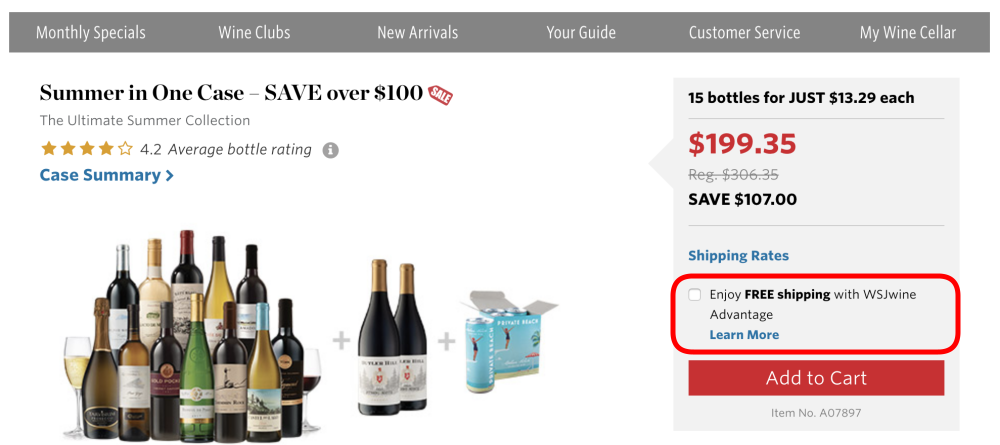 Monthly Specials Wine Clubs New Arrivals Your Guide Customer Service My Wine Cellar
Summer in One Case – SAVE over $100 SALE
The Ultimate Summer Collection
4.2 Average bottle rating i
Case Summary >
15 bottles for JUST $13.29 each
$199.35
Reg. $306.35
SAVE $107.00
Shipping Rates
Enjoy FREE shipping with WSJwine
Advantage
Learn More
Add to Cart
Item No. A07897
+
+
PRIVATE BEACH